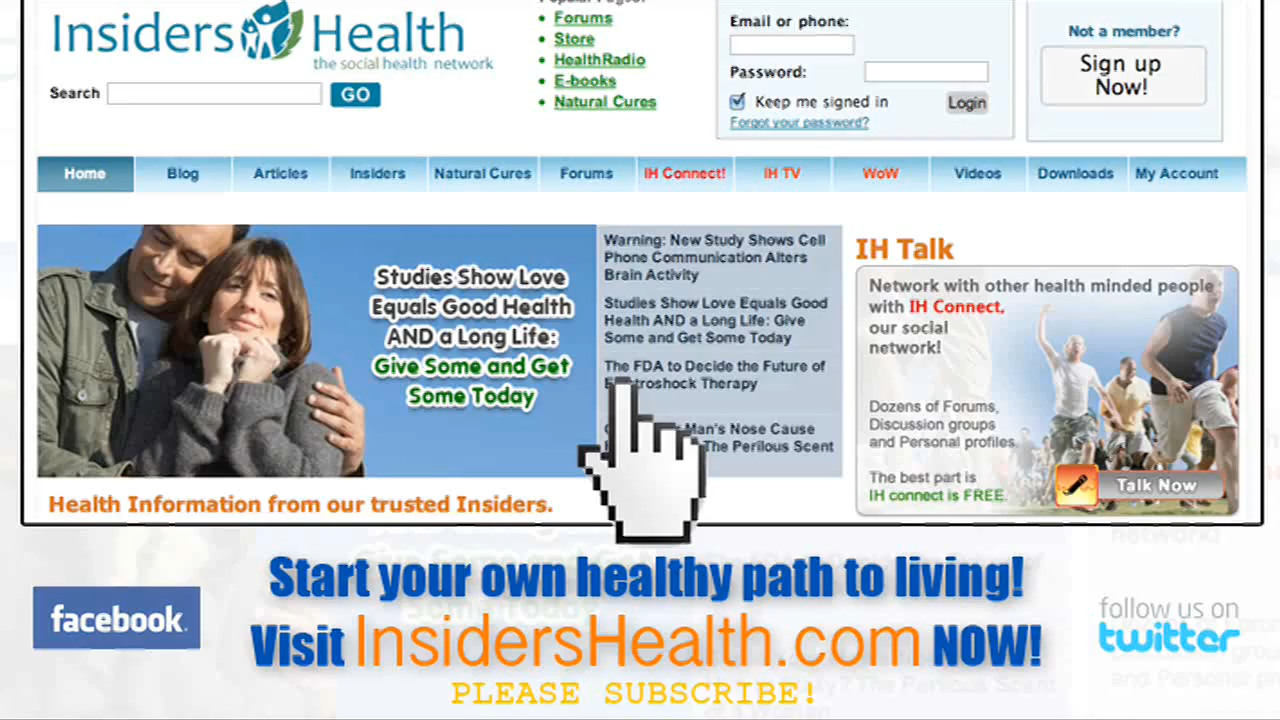 Insiders Health
the social health network
Search
GO
Forums
Store
HealthRadio
E-books
Natural Cures
Email or phone:
Password:
Keep me signed in
Login
Forgot your password?
Not a member?
Sign up
Now!
Home
Blog
Articles
Insiders
Natural Cures
Forums
IH Connect!
IH TV
WoW
Videos
Downloads
My Account
Studies Show Love
Equals Good Health
AND a Long Life:
Give Some and Get
Some Today
Warning: New Study Shows Cell
Phone Communication Alters
Brain Activity
Studies Show Love Equals Good
Health AND a Long Life: Give
Some and Get Some Today
The FDA to Decide the Future of
Therapy
Man's Nose Cause
The Perilous Scent
IH Talk
Network with other health minded people
with IH Connect,
our social
network!
Dozens of Forums,
Discussion groups
and Personal profiles.
The best part is
IH connect is FREE.
Talk Now
Health Information from our trusted Insiders.
Start your own healthy path to living!
Visit InsidersHealth.com NOW!
PLEASE SUBSCRIBE!
facebook.
follow us on
twitter